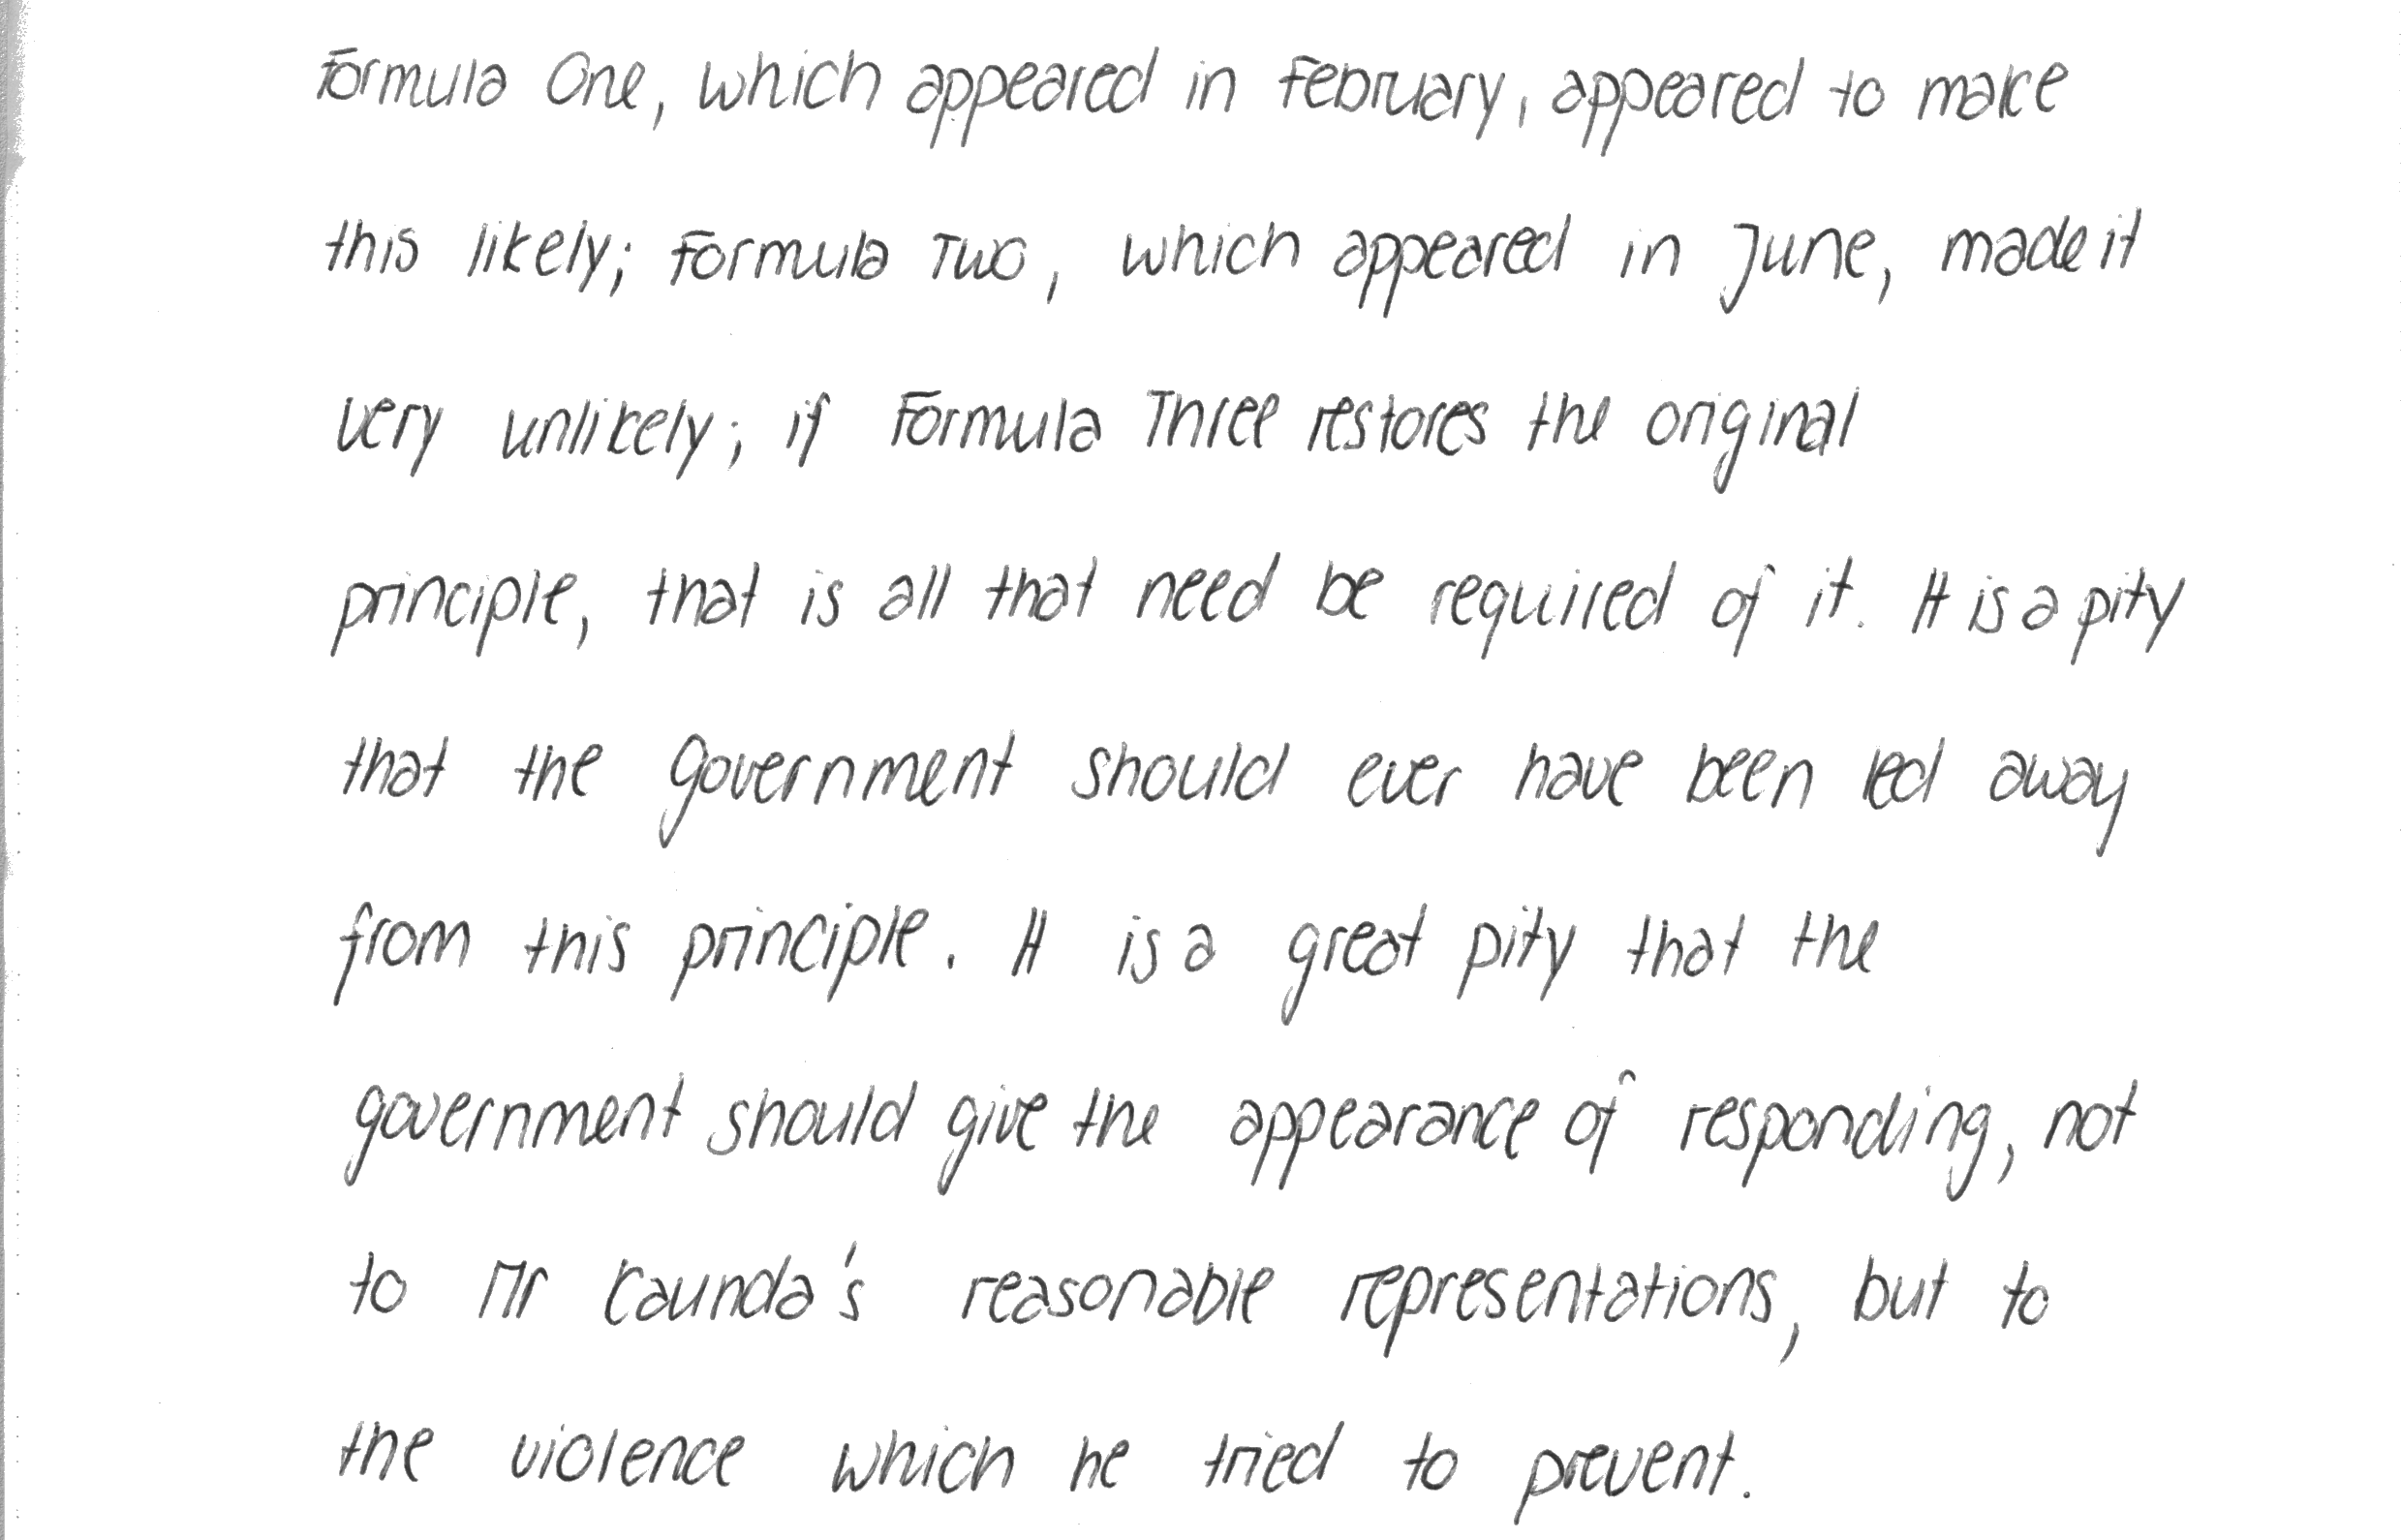 Formula One, which appeared in February, appeared to make
this likely; Formula Two, which appeared in June, made it
very unlikely; if Formula Three restores the original
principle, that is all that need be required of it. It is a pity
that the Government should ever have been led away
from this principle. It is a great pity that the
government should give the appearance of responding, not
to Mr Kaunda's reasonable representations, but to
the violence which he tried to prevent.